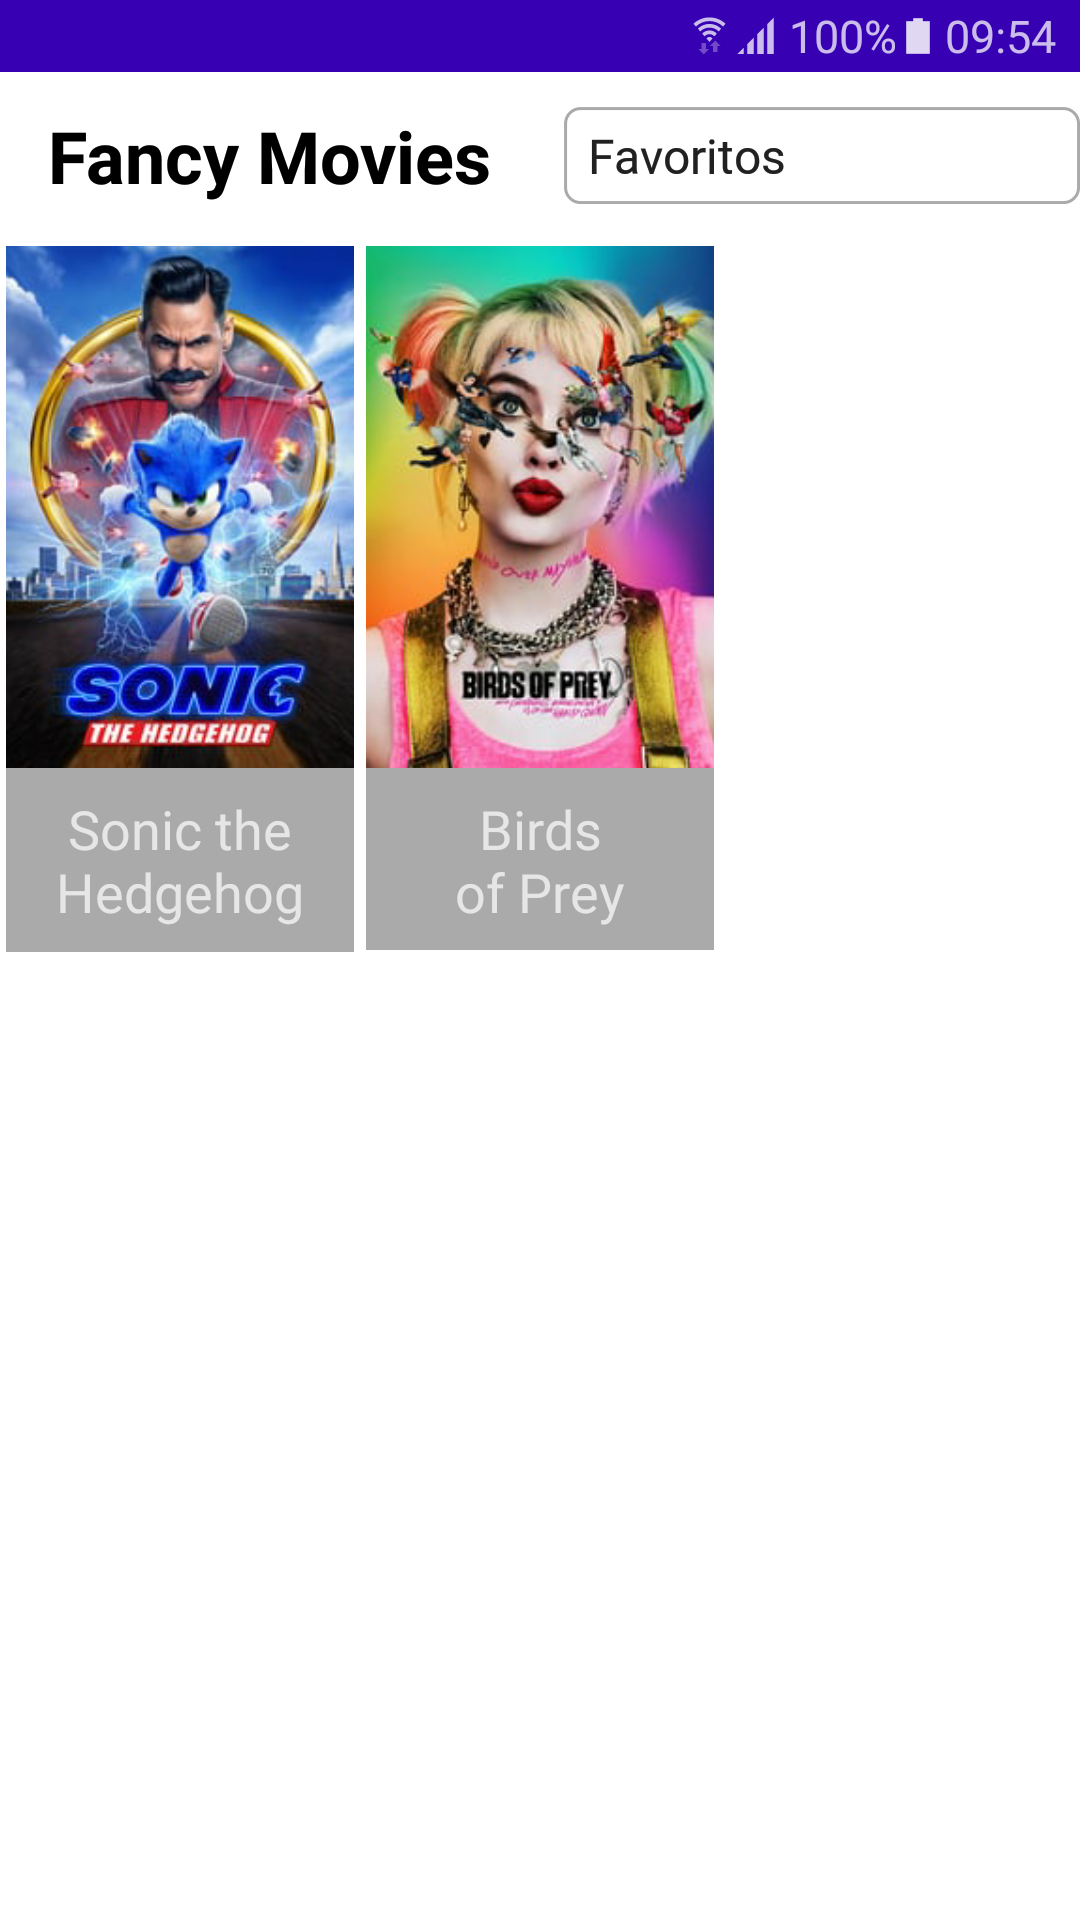 100% 09:54
Fancy Movies
Favoritos
SONIC
THE HEDGEHOG
BIRDS OF PREY
Sonic the
Hedgehog
Birds
of Prey